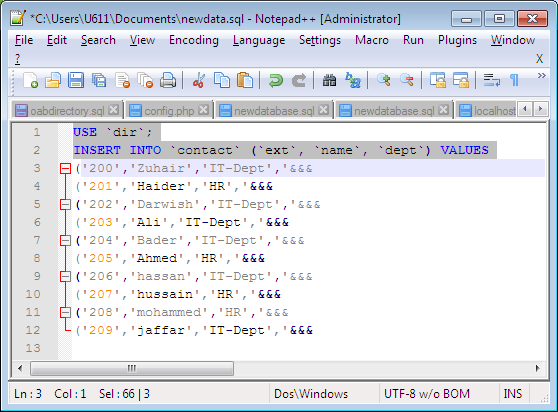 *C:\Users\U611\Documents\newdata.sql - Notepad++ [Administrator]
File Edit Search View Encoding Language Settings Macro Run Plugins Window
? X
oabdirectory.sql config.php newdatabase.sql newdatabase.sql localhost
1 USE `dir`;
2 INSERT INTO `contact` (`ext`, `name`, `dept`) VALUES
3 ('200','Zuhair','IT-Dept','&&&
4 ('201','Haider','HR','&&&
5 ('202','Darwish','IT-Dept','&&&
6 ('203','Ali','IT-Dept','&&&
7 ('204','Bader','IT-Dept','&&&
8 ('205','Ahmed','HR','&&&
9 ('206','hassan','IT-Dept','&&&
10 ('207','hussain','HR','&&&
11 ('208','mohammed','HR','&&&
12 ('209','jaffar','IT-Dept','&&&
13
Ln : 3 Col : 1 Sel : 66 | 3 Dos\Windows UTF-8 w/o BOM INS